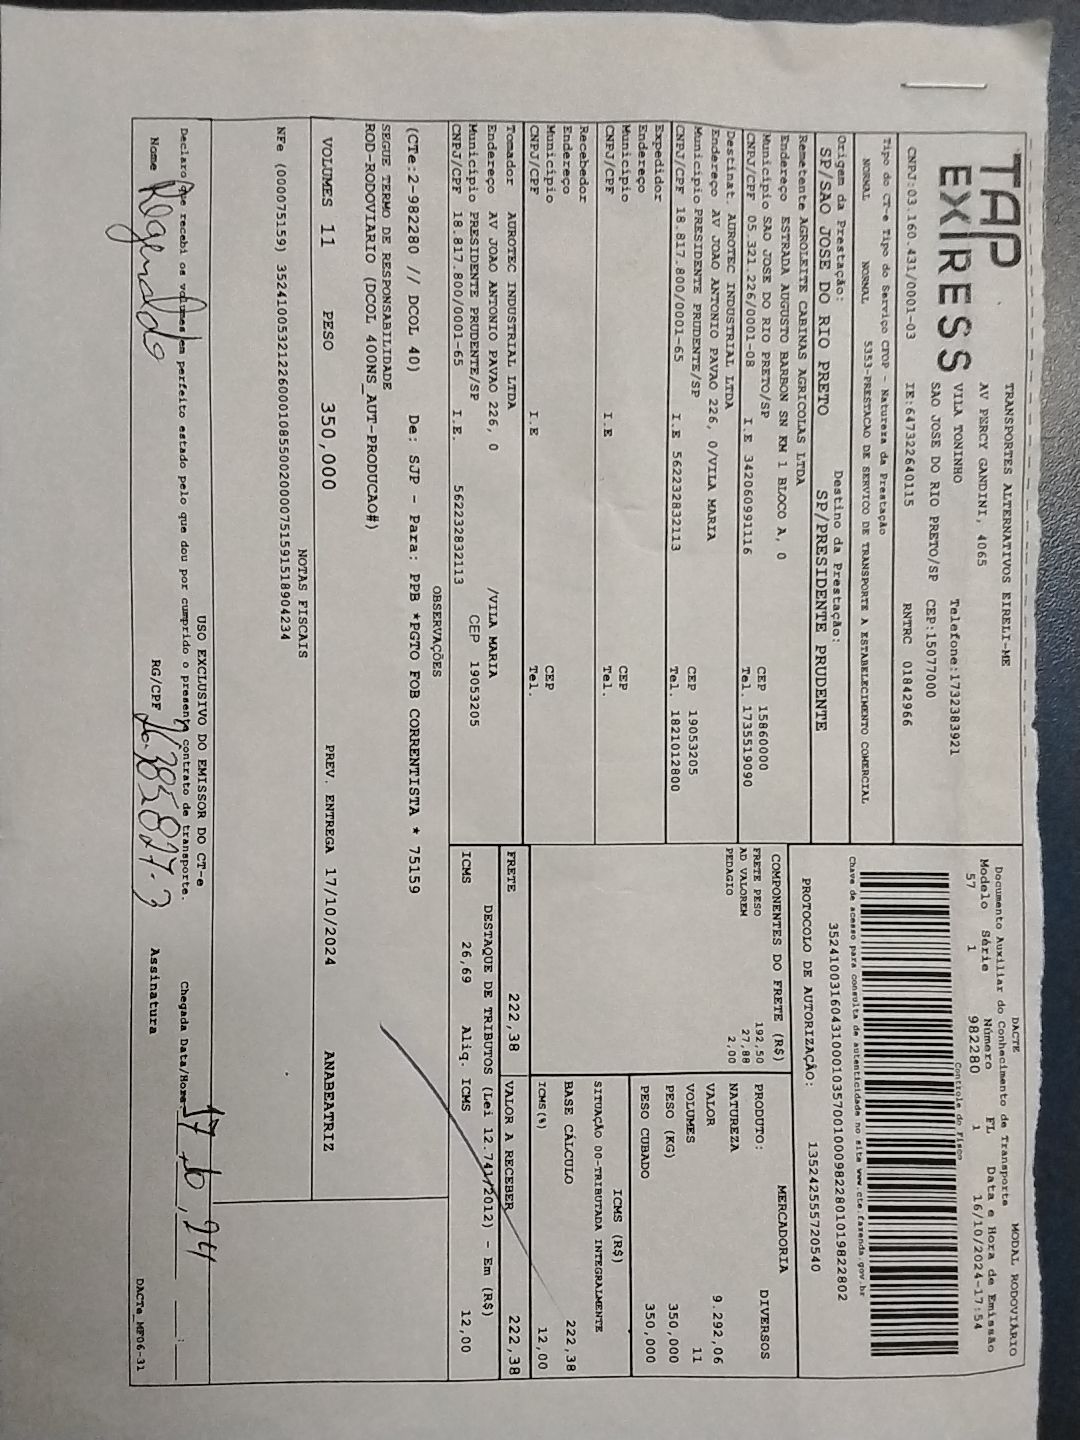 TAP
EXPRESS
TRANSPORTES ALTERNATIVOS EIRELI-ME
AV PERCY GANDINI, 4065
VILA TONINHO Telefone:1732383921
SAO JOSE DO RIO PRETO/SP CEP:15077000
CNPJ:03.160.431/0001-03 IE:647322640115 RNTRC 01842966
Tipo do CT-e Tipo do Serviço CFOP - Natureza da Prestação
NORMAL NORMAL 5353-PRESTACAO DE SERVICO DE TRANSPORTE A ESTABELECIMENTO COMERCIAL
Origem da Prestação: Destino da Prestação:
SP/SAO JOSE DO RIO PRETO SP/PRESIDENTE PRUDENTE
Remetente AGROLEITE CABINAS AGRICOLAS LTDA
Endereço ESTRADA AUGUSTO BARBON SN KM 1 BLOCO A, 0
Município SAO JOSE DO RIO PRETO/SP CEP 15860000
CNPJ/CPF 05.321.226/0001-08 I.E 342060991116 Tel. 1735519090
Destinat. AUROTEC INDUSTRIAL LTDA
Endereço AV JOAO ANTONIO PAVAO 226, 0/VILA MARIA
Município PRESIDENTE PRUDENTE/SP CEP 19053205
CNPJ/CPF 18.817.800/0001-65 I.E 562232832113 Tel. 1821012800
Expedidor
Endereço
Município CEP
CNPJ/CPF I.E Tel.
Recebedor
Endereço
Município CEP
CNPJ/CPF I.E Tel.
Tomador AUROTEC INDUSTRIAL LTDA
Endereço AV JOAO ANTONIO PAVAO 226, 0 /VILA MARIA
Município PRESIDENTE PRUDENTE/SP CEP 19053205
CNPJ/CPF 18.817.800/0001-65 I.E. 562232832113
DACTE MODAL RODOVIÁRIO
Documento Auxiliar do Conhecimento de Transporte
Modelo Série Número FL Data e Hora de Emissão
57 1 982280 1 16/10/2024-17:54
Controle do Fisco
Chave de acesso para consulta de autenticidade no site www.cte.fazenda.gov.br
35241003160431000103570010009822801019822802
PROTOCOLO DE AUTORIZAÇÃO: 135242555720540
COMPONENTES DO FRETE (R$)
FRETE PESO 192,50
AD VALOREM 27,88
PEDAGIO 2,00
MERCADORIA
PRODUTO: DIVERSOS
NATUREZA
VALOR 9.292,06
VOLUMES 11
PESO (KG) 350,000
PESO CUBADO 350,000
ICMS (R$)
SITUAÇÃO 00-TRIBUTADA INTEGRALMENTE
BASE CÁLCULO 222,38
ICMS(%) 12,00
FRETE 222,38 VALOR A RECEBER 222,38
DESTAQUE DE TRIBUTOS (Lei 12.741/2012) - Em (R$)
ICMS 26,69 Aliq. ICMS 12,00
OBSERVAÇÕES
(CTe:2-982280 // DCOL 40) De: SJP - Para: PPB *PGTO FOB CORRENTISTA * 75159
SEGUE TERMO DE RESPONSABILIDADE
ROD-RODOVIARIO (DCOL 400NS_AUT-PRODUCAO#)
VOLUMES 11 PESO 350,000 PREV. ENTREGA 17/10/2024 ANABEATRIZ
NOTAS FISCAIS
NFe (000075159) 35241005321226000108550020000751591518904234
USO EXCLUSIVO DO EMISSOR DO CT-e
Declaro que recebi os volumes em perfeito estado pelo que dou por cumprido o presente contrato de transporte. Chegada Data/Hora 17 10 24 :
Nome Rogenaldo RG/CPF Assinatura
DACTe_MF06-31